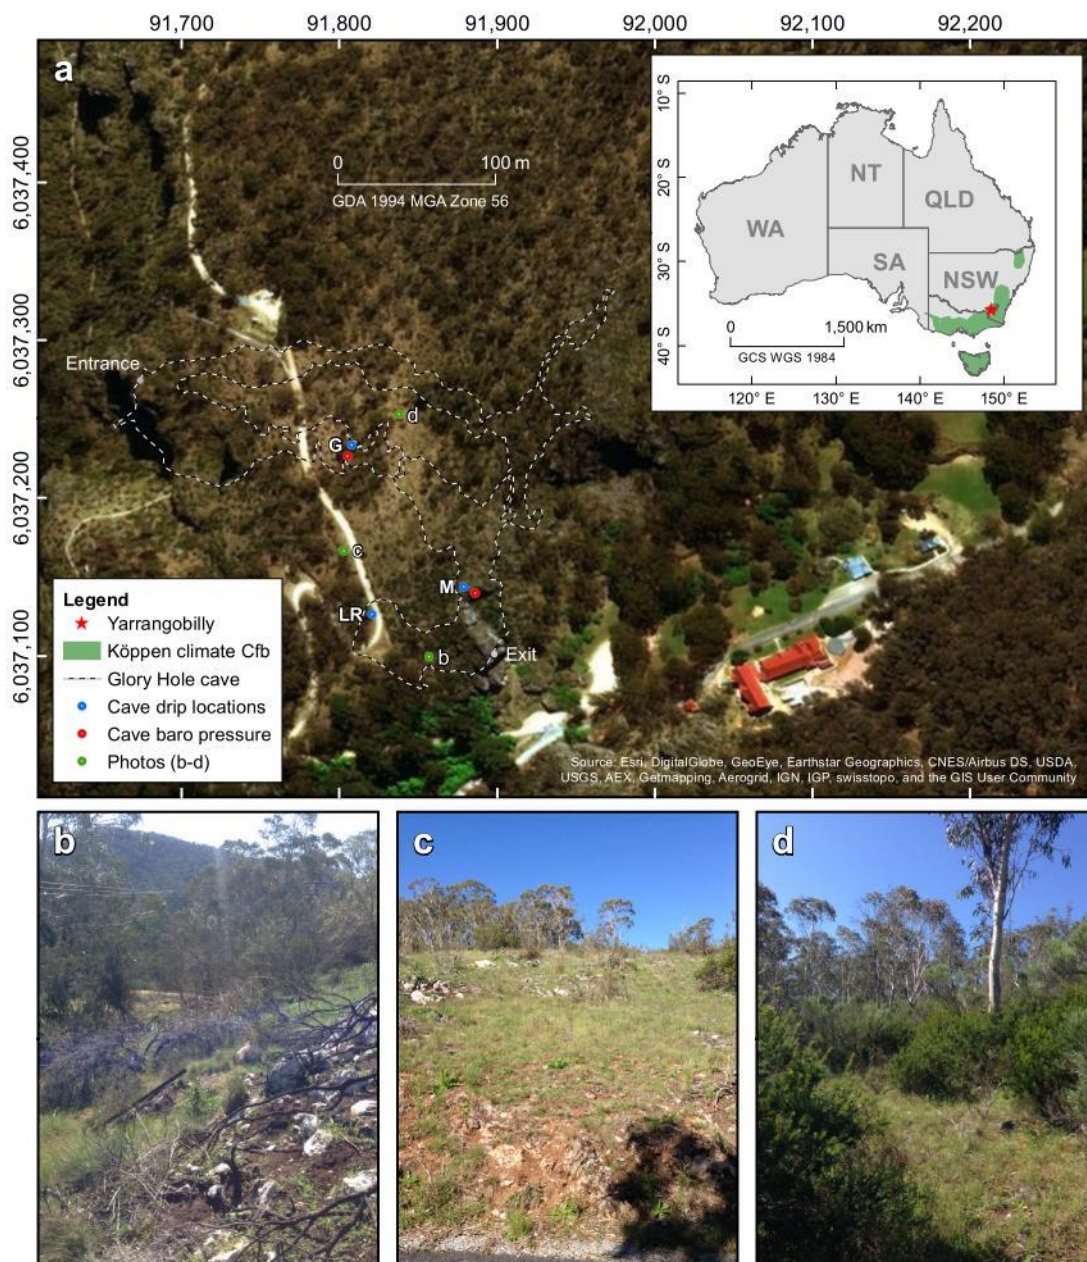 91,700 91,800 91,900 92,000 92,100 92,200
a
6,037,400
6,037,300
6,037,200
6,037,100
0 100 m
GDA 1994 MGA Zone 56
10° S
20° S
30° S
40° S
NT
QLD
WA
SA
NSW
0 1,500 km
GCS WGS 1984
120° E 130° E 140° E 150° E
Entrance
d
G
c
M
LR
b
Exit
Legend
Yarrangobilly
Köppen climate Cfb
Glory Hole cave
Cave drip locations
Cave baro pressure
Photos (b-d)
Source: Esri, DigitalGlobe, GeoEye, Earthstar Geographics, CNES/Airbus DS, USDA,
USGS, AEX, Getmapping, Aerogrid, IGN, IGP, swisstopo, and the GIS User Community
b
c
d